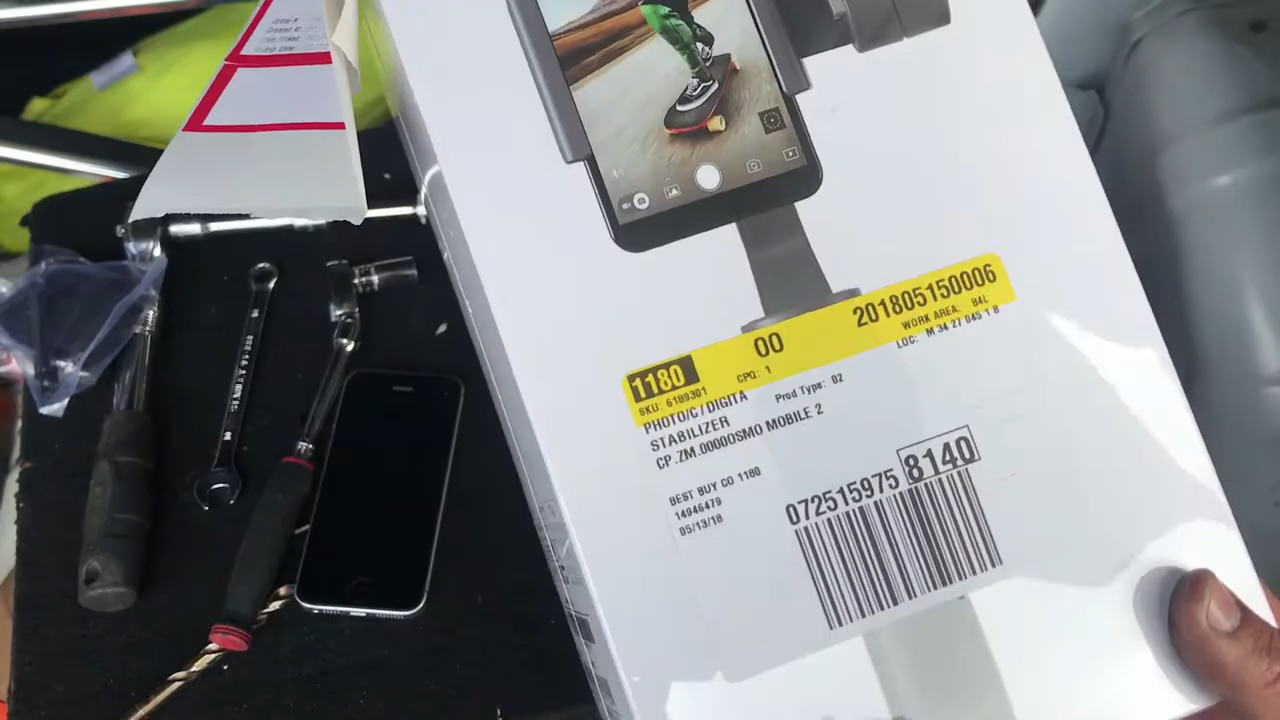 201805150006
1180
00
WORK AREA: B4L
SKU: 6189301
CPQ: 1
LOC: M 34 27 045 1 8
PHOTO/C/DIGITA
Prod Type: 02
STABILIZER
CP.ZM.00000SMO MOBILE 2
BEST BUY CO 1180
14946479
05/13/18
072515975 8140